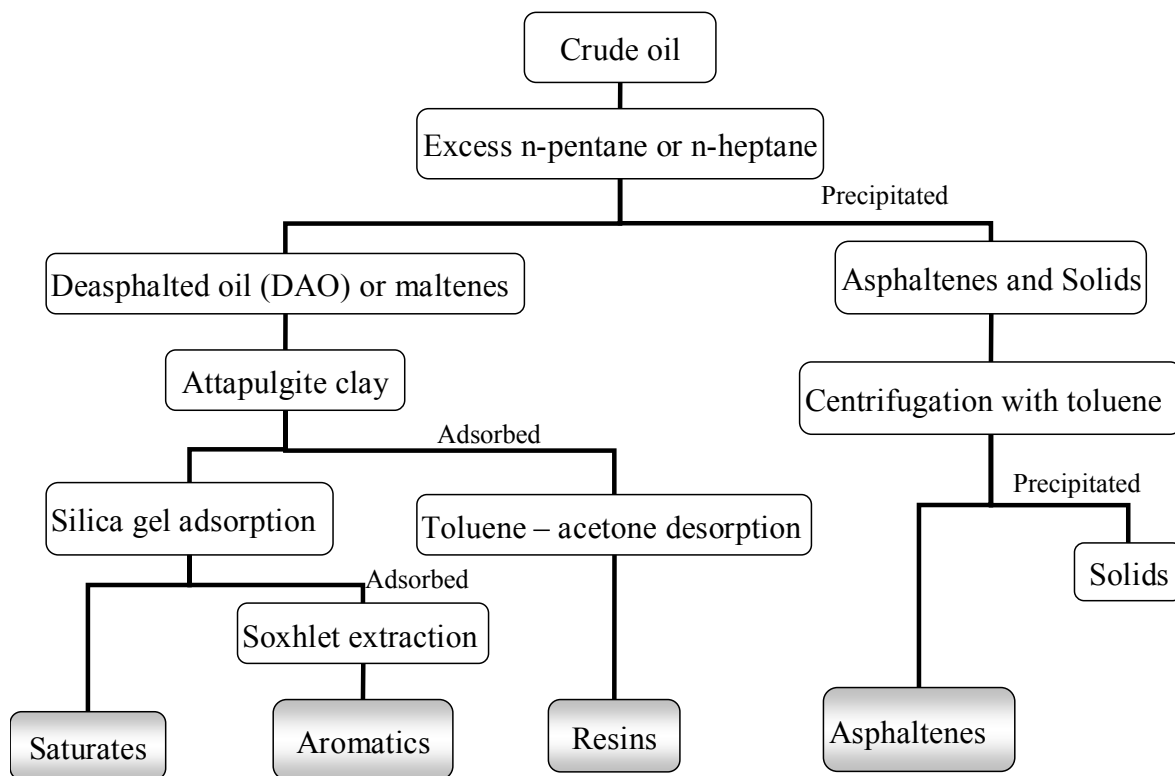 Crude oil
Excess n-pentane or n-heptane
Precipitated
Deasphalted oil (DAO) or maltenes
Asphaltenes and Solids
Attapulgite clay
Centrifugation with toluene
Adsorbed
Precipitated
Silica gel adsorption
Toluene – acetone desorption
Solids
Adsorbed
Soxhlet extraction
Saturates
Aromatics
Resins
Asphaltenes